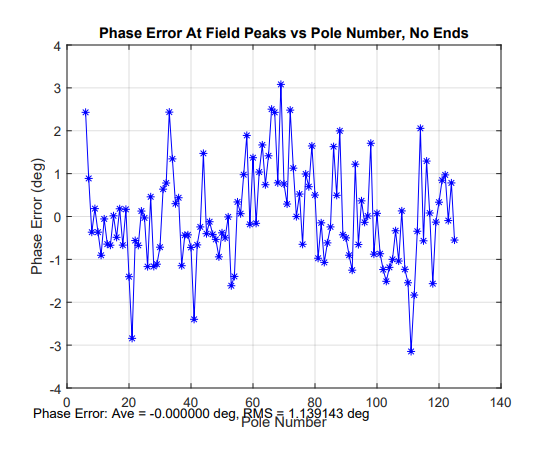 Phase Error At Field Peaks vs Pole Number, No Ends
4
3
2
1
0
-1
-2
-3
-4
Phase Error (deg)
0 20 40 60 80 100 120 140
Phase Error: Ave = -0.000000 deg, RMS = 1.139143 deg
Pole Number